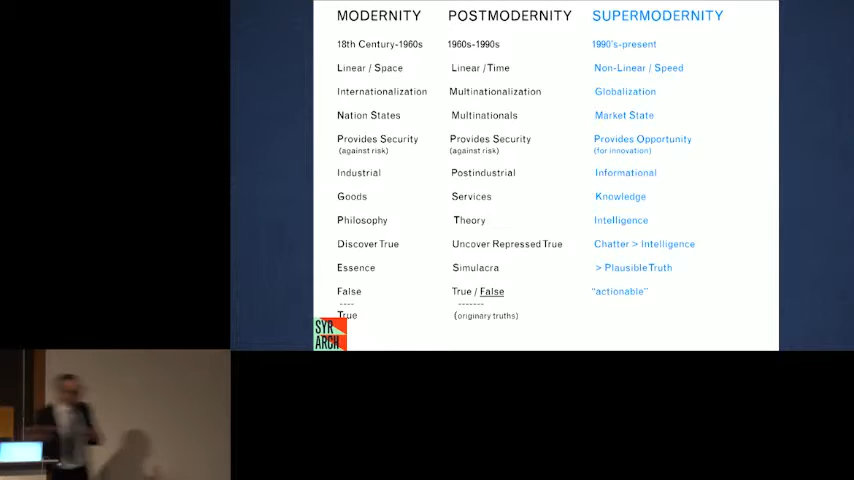 MODERNITY POSTMODERNITY SUPERMODERNITY
18th Century-1960s 1960s-1990s 1990's-present
Linear / Space Linear / Time Non-Linear / Speed
Internationalization Multinationalization Globalization
Nation States Multinationals Market State
Provides Security Provides Security Provides Opportunity
(against risk) (against risk) (for innovation)
Industrial Postindustrial Informational
Goods Services Knowledge
Philosophy Theory Intelligence
Discover True Uncover Repressed True Chatter > Intelligence
Essence Simulacra > Plausible Truth
False True / False "actionable"
---- -------
True (originary truths)
SYR
ARCH